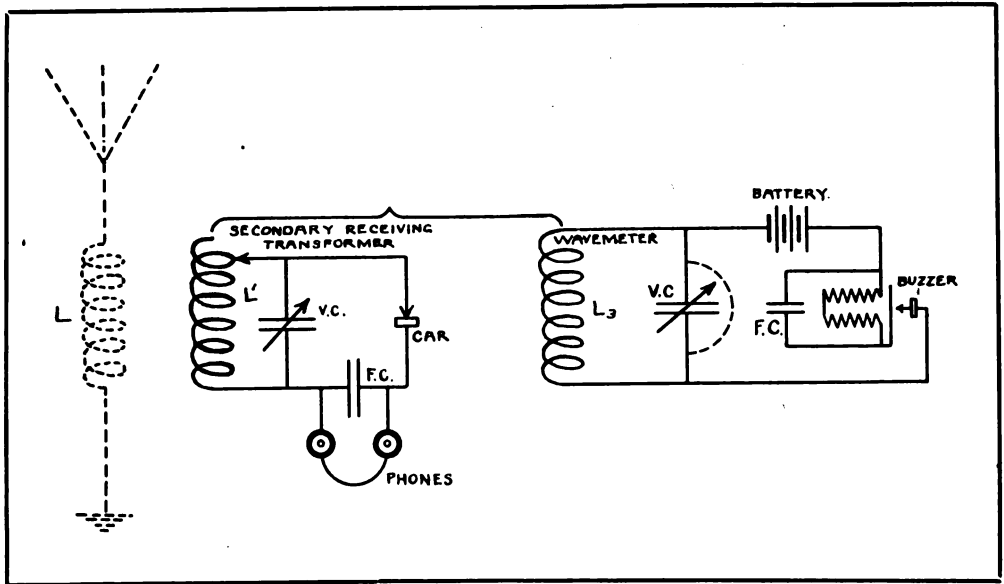 BATTERY.
SECONDARY RECEIVING
TRANSFORMER
WAVEMETER
L
L'
V.C.
CAR
F.C.
PHONES
L3
V.C
F.C.
BUZZER